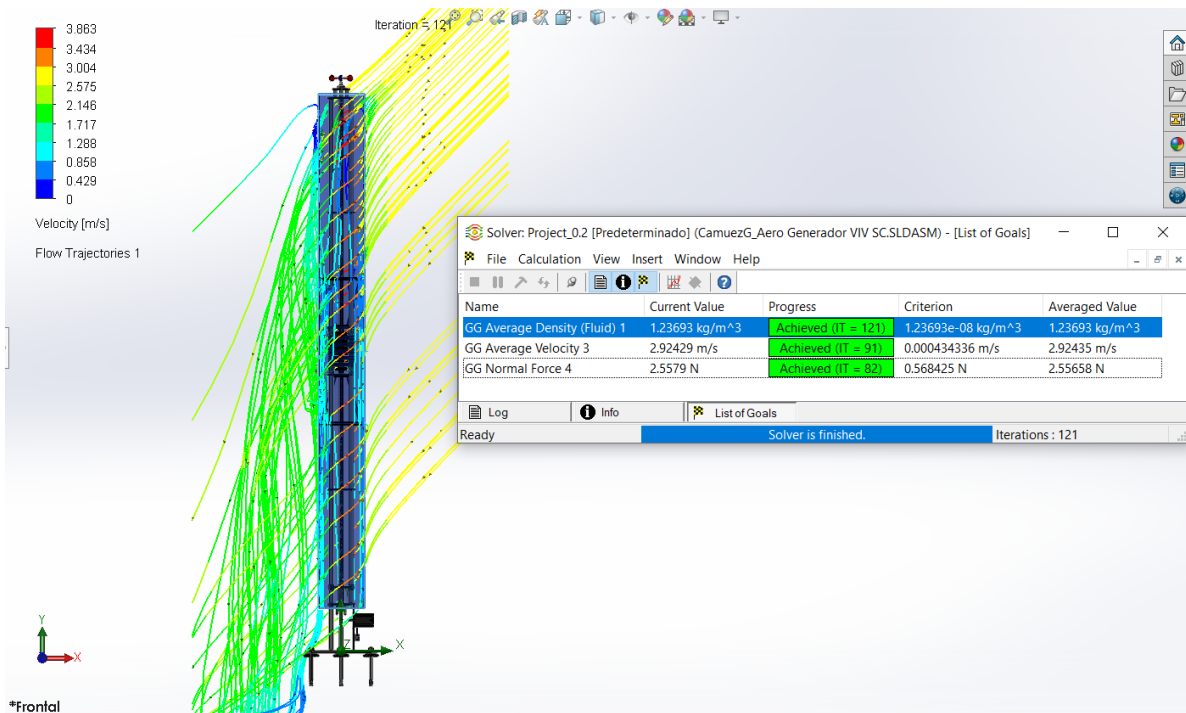 Iteration = 121
3.863
3.434
3.004
2.575
2.146
1.717
1.288
0.858
0.429
0
Velocity [m/s]
Flow Trajectories 1
Solver: Project_0.2 [Predeterminado] (CamuezG_Aero Generador VIV SC.SLDASM) - [List of Goals]
File Calculation View Insert Window Help
Name Current Value Progress Criterion Averaged Value
GG Average Density (Fluid) 1 1.23693 kg/m^3 Achieved (IT = 121) 1.23693e-08 kg/m^3 1.23693 kg/m^3
GG Average Velocity 3 2.92429 m/s Achieved (IT = 91) 0.000434336 m/s 2.92435 m/s
GG Normal Force 4 2.5579 N Achieved (IT = 82) 0.568425 N 2.55658 N
Log Info List of Goals
Ready Solver is finished. Iterations : 121
Y
X
Z
X
*Frontal